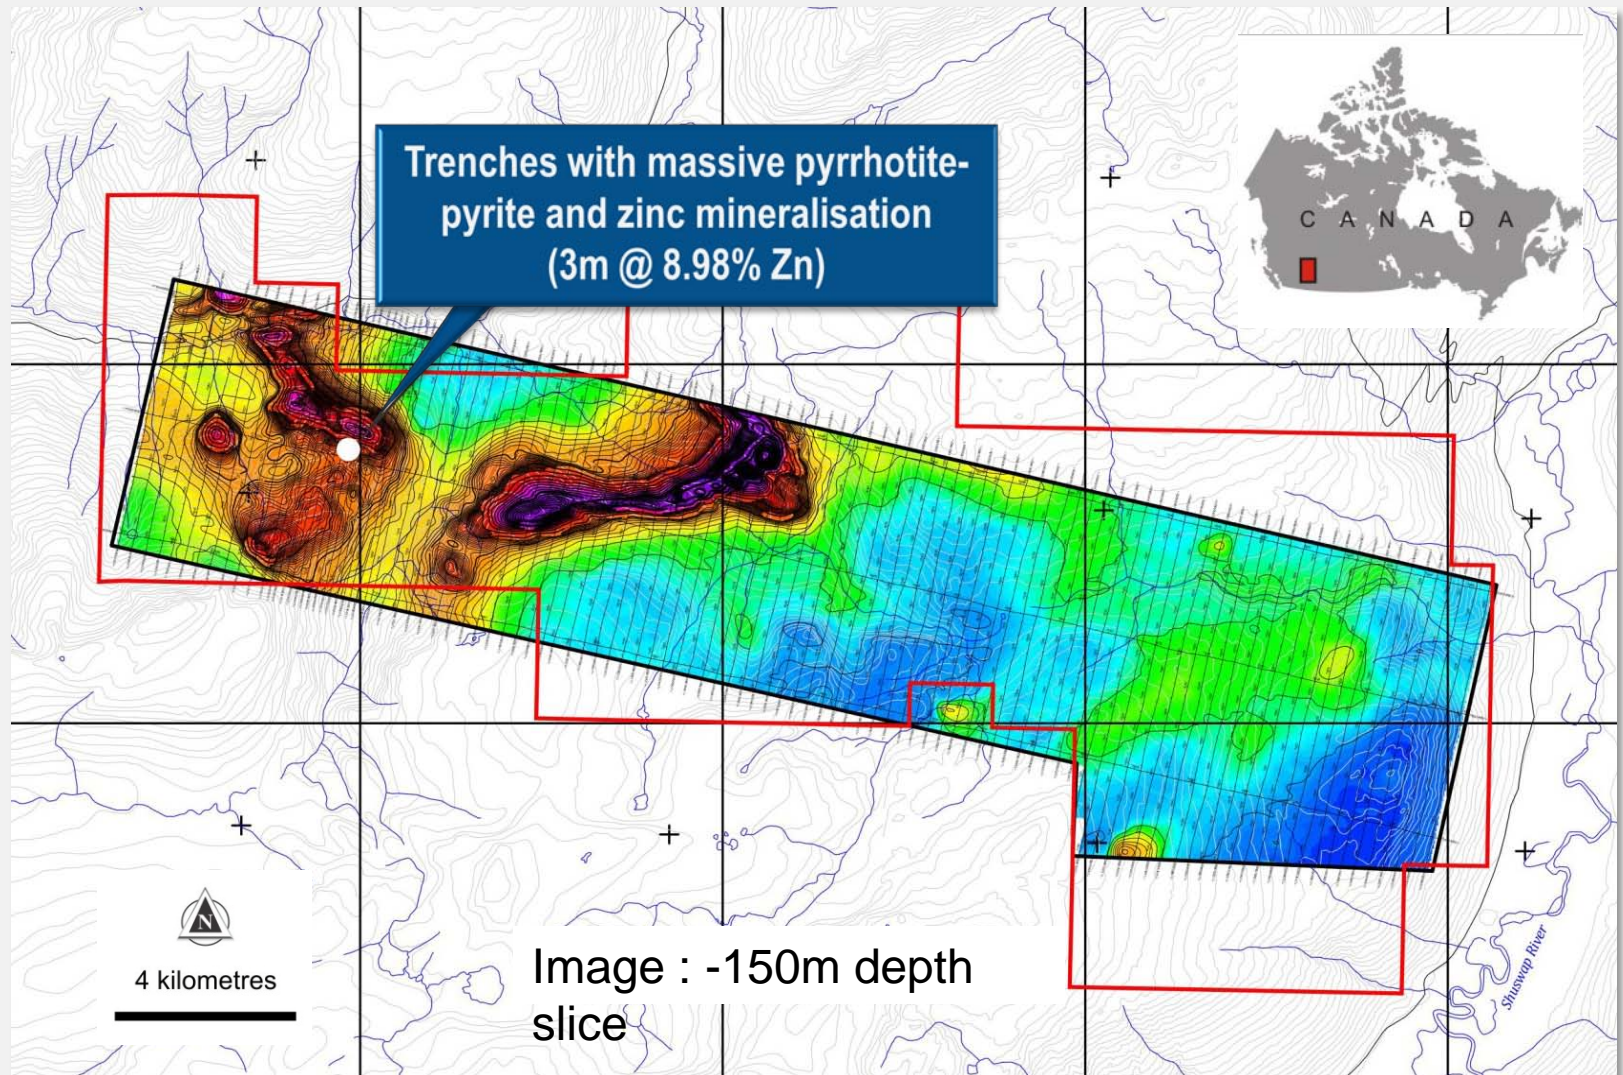 Trenches with massive pyrrhotite-
pyrite and zinc mineralisation
(3m @ 8.98% Zn)
CANADA
N
4 kilometres
Image : -150m depth
slice
Shuswap River